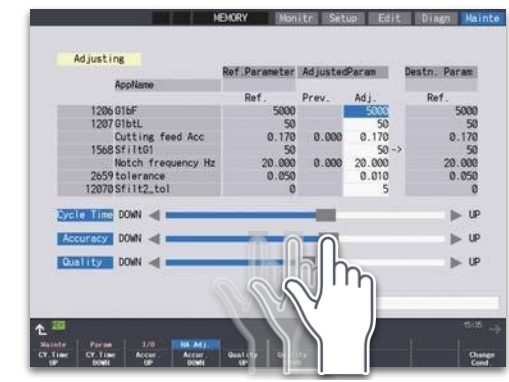 MEMORY Monitr Setup Edit Diagn Mainte
Adjusting
Ref.Parameter AdjustedParam Destn. Param
AppName
Ref. Prev. Adj. Ref.
1206 G1bF 5000 5000 5000
1207 G1btL 50 50 50
Cutting feed Acc 0.170 0.000 0.170 0.170
1568 SfiltG1 50 50 -> 50
Notch frequency Hz 20.000 0.000 20.000 20.000
2659 tolerance 0.050 0.010 0.050
12070 Sfilt2_tol 0 5 0
Cycle Time DOWN UP
Accuracy DOWN UP
Quality DOWN UP
15:15
Mainte Param I/O HA Adj.
CY.Time UP CY.Time DOWN Accur. UP Accur. DOWN Quality UP Change Cond.